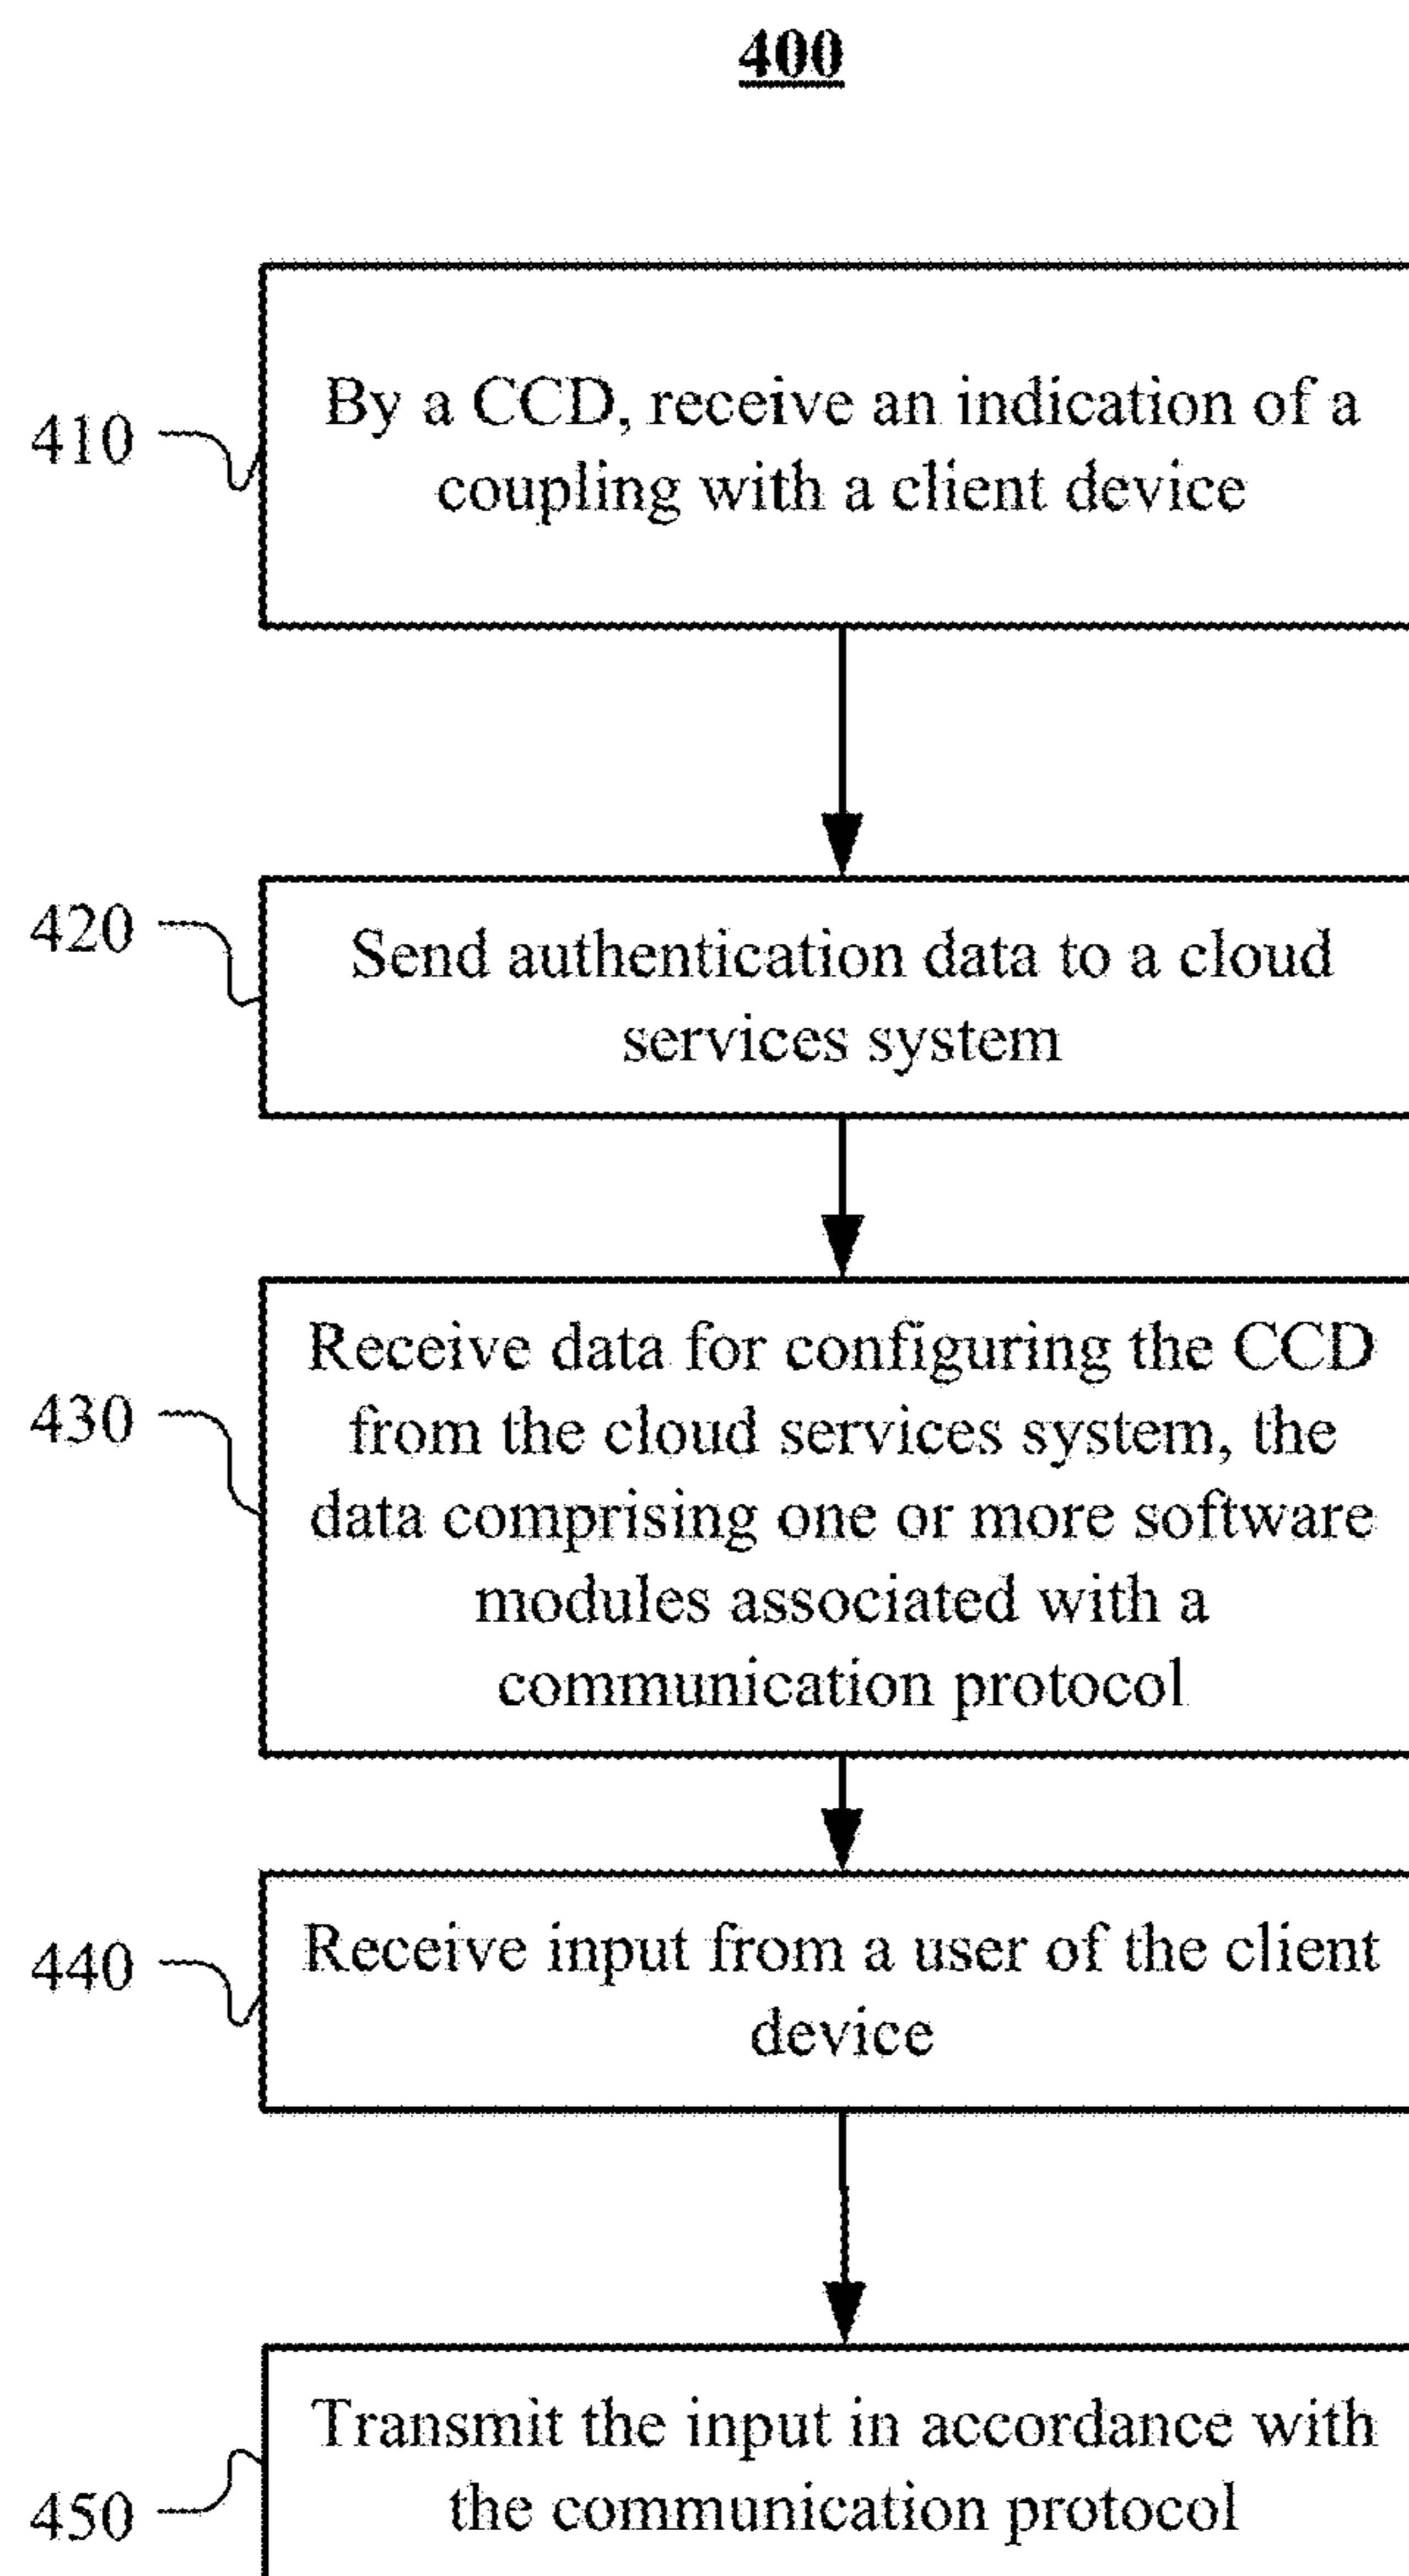 400
410
By a CCD, receive an indication of a
coupling with a client device
420
Send authentication data to a cloud
services system
430
Receive data for configuring the CCD
from the cloud services system, the
data comprising one or more software
modules associated with a
communication protocol
440
Receive input from a user of the client
device
450
Transmit the input in accordance with
the communication protocol